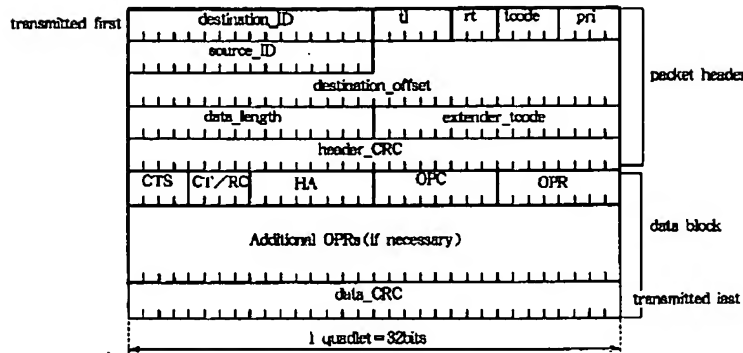 transmitted first
destination_ID tl rt tcode pri
source_ID
destination_offset
packet header
data_length extender_tcode
header_CRC
CTS CT/RC HA OPC OPR
Additional OPRs(if necessary)
data block
data_CRC
transmitted last
1 quadlet=32bits